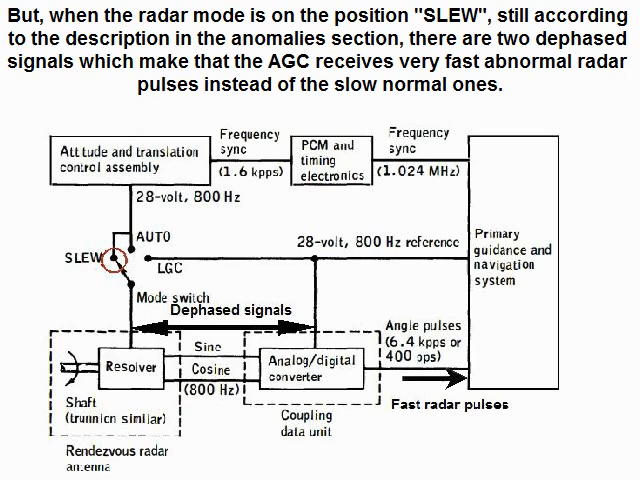 But, when the radar mode is on the position "SLEW", still according
to the description in the anomalies section, there are two dephased
signals which make that the AGC receives very fast abnormal radar
pulses instead of the slow normal ones.
Attitude and translation
control assembly
Frequency
sync
(1.6 kpps)
PCM and
timing
electronics
Frequency
sync
(1.024 MHz)
28-volt, 800 Hz
AUTO
SLEW
LGC
28-volt, 800 Hz reference
Primary
guidance and
navigation
system
Mode switch
Dephased signals
Angle pulses
(6.4 kpps or
400 pps)
Resolver
Sine
Cosine
(800 Hz)
Analog/digital
converter
Fast radar pulses
Shaft
(trunnion similar)
Coupling
data unit
Rendezvous radar
antenna